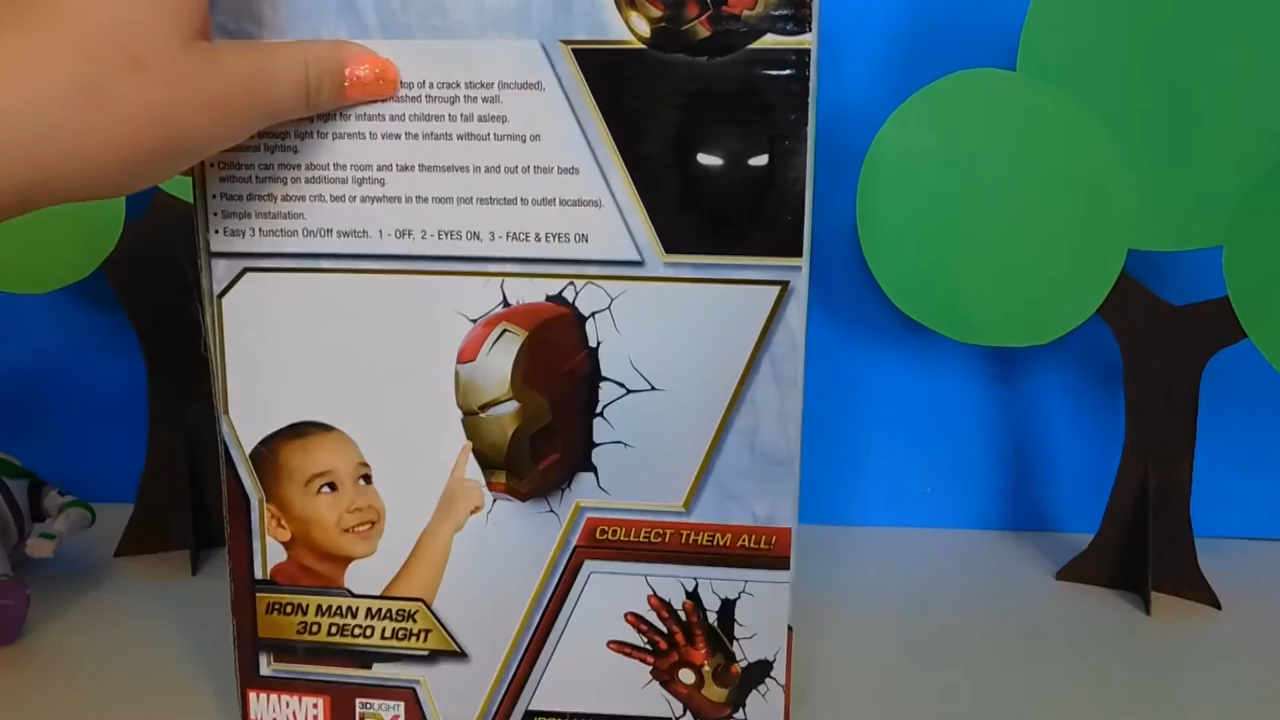 top of a crack sticker (included),
smashed through the wall.
light for infants and children to fall asleep.
enough light for parents to view the infants without turning on
additional lighting.
• Children can move about the room and take themselves in and out of their beds
without turning on additional lighting.
• Place directly above crib, bed or anywhere in the room (not restricted to outlet locations).
• Simple installation.
• Easy 3 function On/Off switch. 1 - OFF, 2 - EYES ON, 3 - FACE & EYES ON
COLLECT THEM ALL!
IRON MAN MASK
3D DECO LIGHT
MARVEL
3DLIGHT
FX